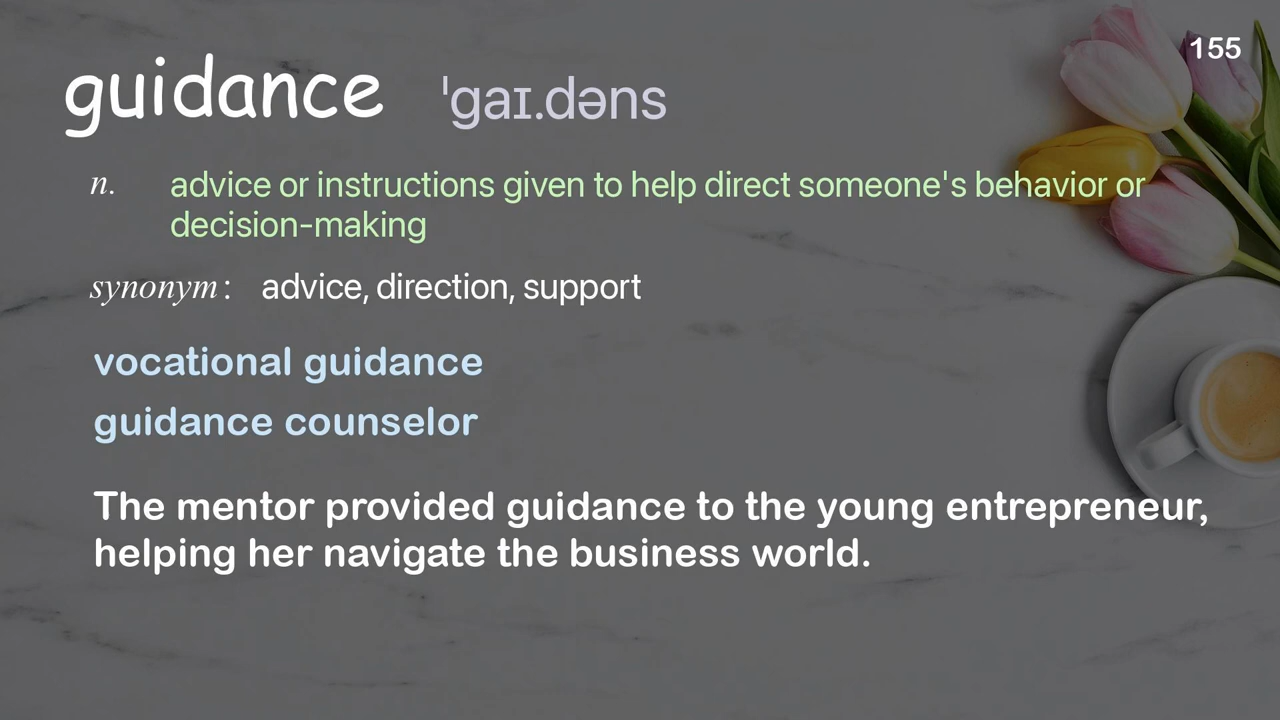 155
guidance ˈɡaɪ.dəns
n. advice or instructions given to help direct someone's behavior or
decision-making
synonym: advice, direction, support
vocational guidance
guidance counselor
The mentor provided guidance to the young entrepreneur,
helping her navigate the business world.